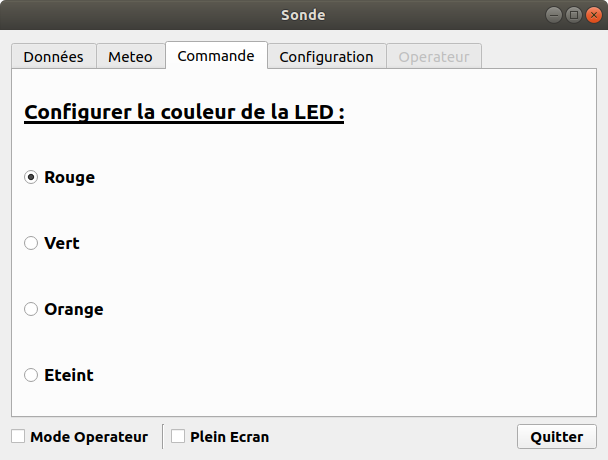 Sonde
Données Meteo Commande Configuration Operateur
Configurer la couleur de la LED :
Rouge
Vert
Orange
Eteint
Mode Operateur Plein Ecran Quitter